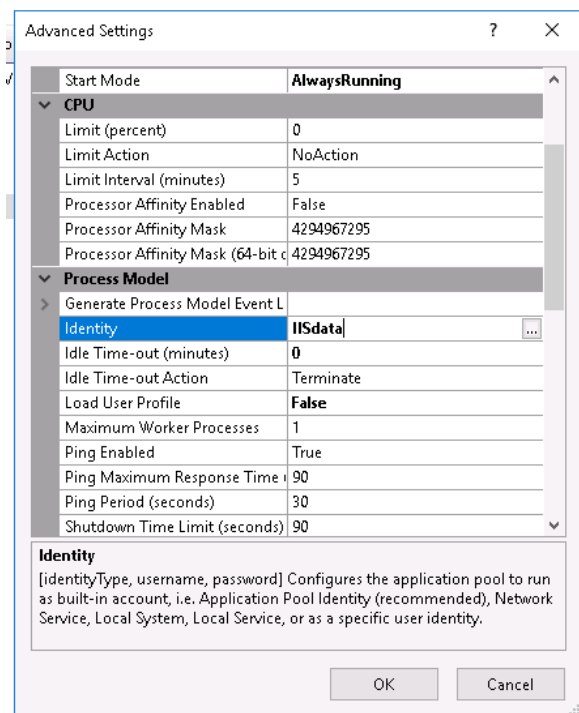 Advanced Settings
?
Start Mode AlwaysRunning
CPU
Limit (percent) 0
Limit Action NoAction
Limit Interval (minutes) 5
Processor Affinity Enabled False
Processor Affinity Mask 4294967295
Processor Affinity Mask (64-bit c 4294967295
Process Model
Generate Process Model Event L
Identity IISdata ...
Idle Time-out (minutes) 0
Idle Time-out Action Terminate
Load User Profile False
Maximum Worker Processes 1
Ping Enabled True
Ping Maximum Response Time ( 90
Ping Period (seconds) 30
Shutdown Time Limit (seconds) 90
Identity
[identityType, username, password] Configures the application pool to run
as built-in account, i.e. Application Pool Identity (recommended), Network
Service, Local System, Local Service, or as a specific user identity.
OK Cancel